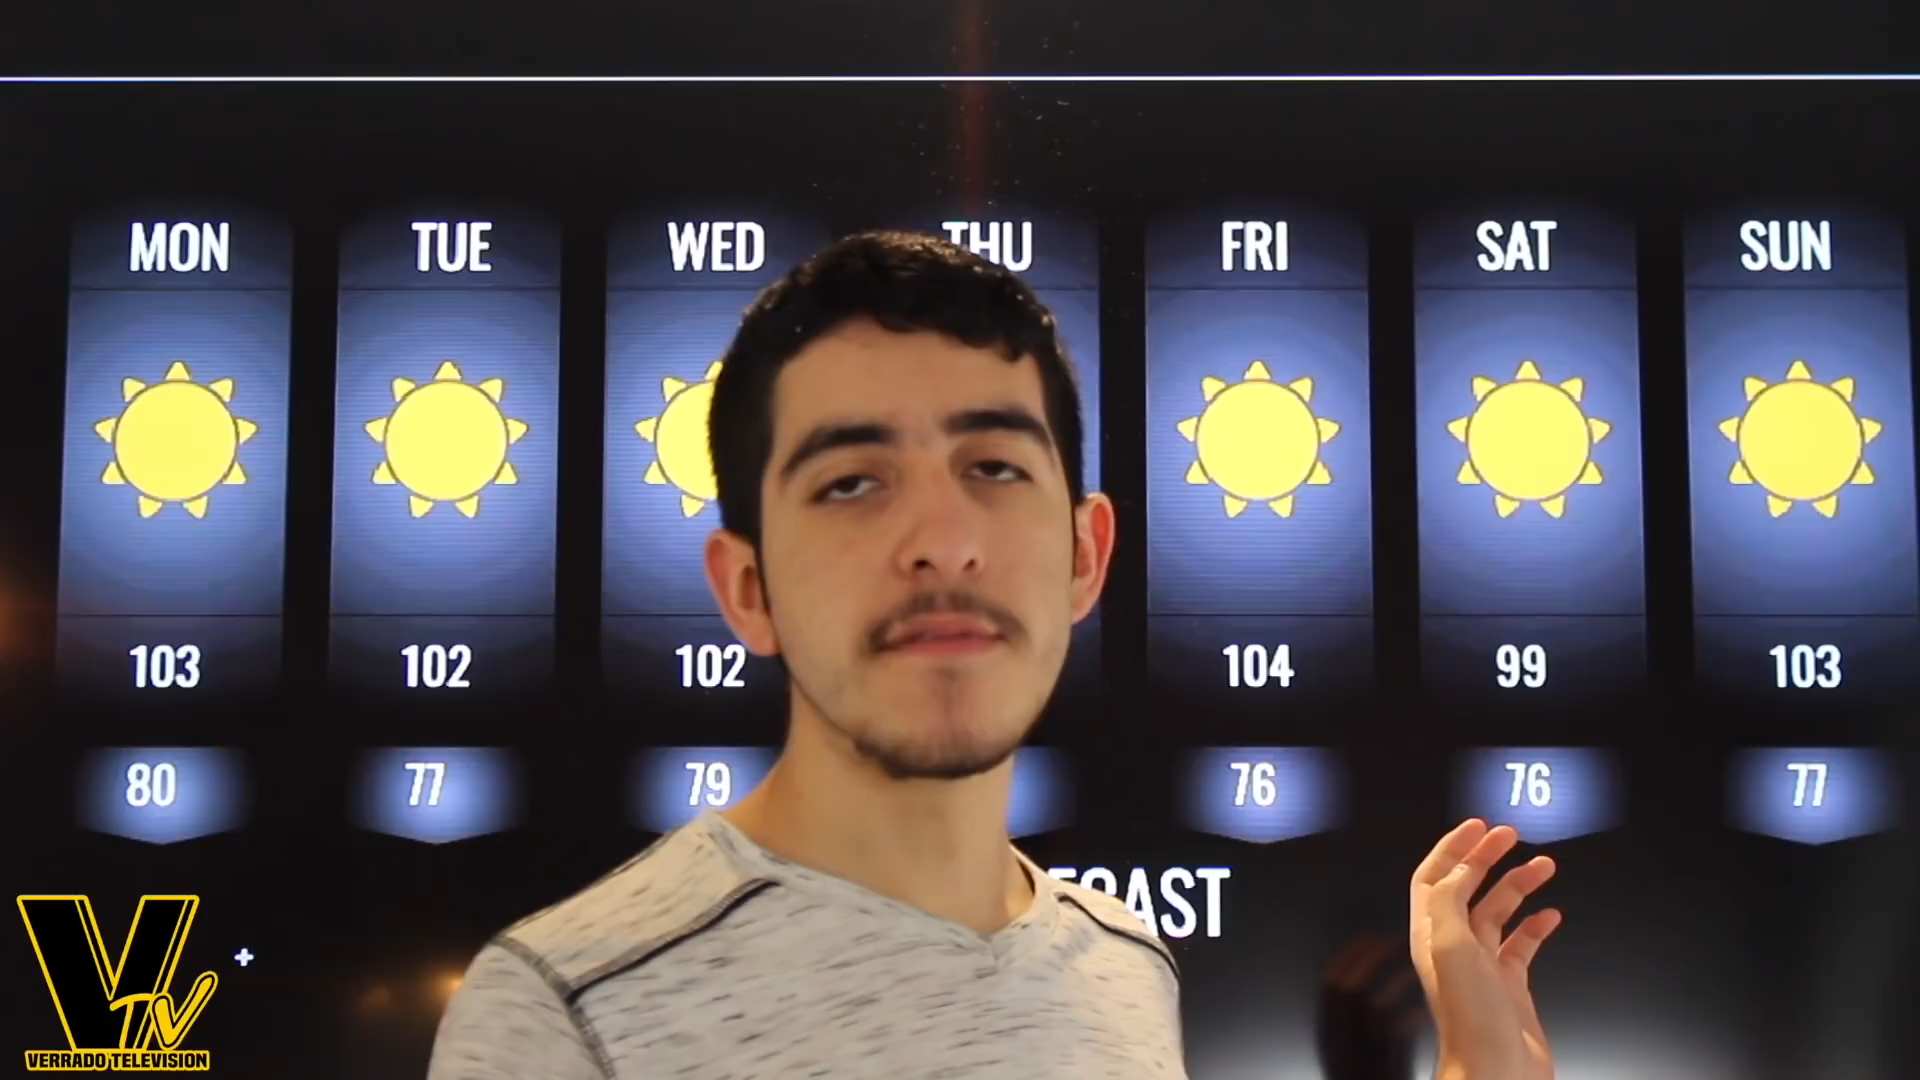 MON TUE WED THU FRI SAT SUN
103 102 102 104 99 103
80 77 79 76 76 77
VTV
VERRADO TELEVISION